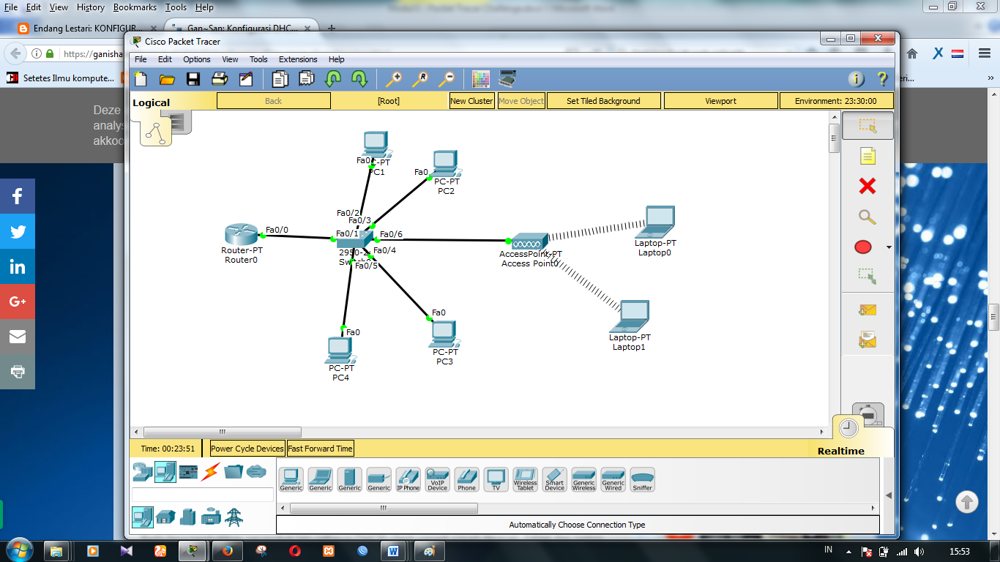 File Edit View History Bookmarks Tools Help
Endang Lestari: KONFIGUR...
Gan~San: Konfigurasi DHC...
https://ganisha
Setetes Ilmu kompute...
eri...
Deze
analys
akkoo
Cisco Packet Tracer
File Edit Options View Tools Extensions Help
Logical
Back
[Root]
New Cluster
Move Object
Set Tiled Background
Viewport
Environment: 23:30:00
Fa0
C-PT
PC1
Fa0
PC-PT
PC2
Fa0/2
Fa0/3
Fa0/0
Fa0/1
Fa0/6
Router-PT
Router0
2950-2
Fa0/4
Fa0/5
AccessPoint-PT
Access Point0
Laptop-PT
Laptop0
Laptop-PT
Laptop1
Fa0
PC-PT
PC3
Fa0
PC-PT
PC4
Time: 00:23:51
Power Cycle Devices
Fast Forward Time
Realtime
Generic
Generic
Generic
Generic
IP Phone
VoIP Device
Phone
TV
Wireless Tablet
Smart Device
Generic Wireless
Generic Wired
Sniffer
Automatically Choose Connection Type
IN
15:53